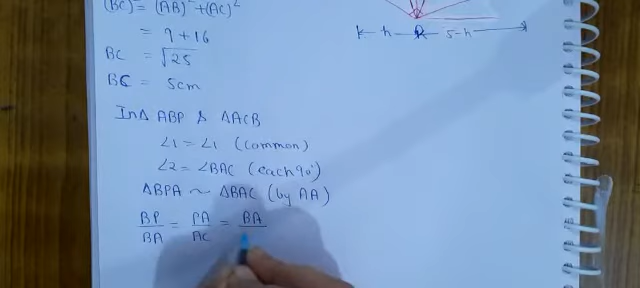 (BC)² = (AB)² + (AC)²
= 9 + 16
BC = √25
BC = 5cm
In Δ ABP & ΔACB
∠1 = ∠1 (common)
∠2 = ∠BAC (each 90°)
ΔBPA ~ ΔBAC (by AA)
BP/BA = PA/AC = BA/
h 5-h